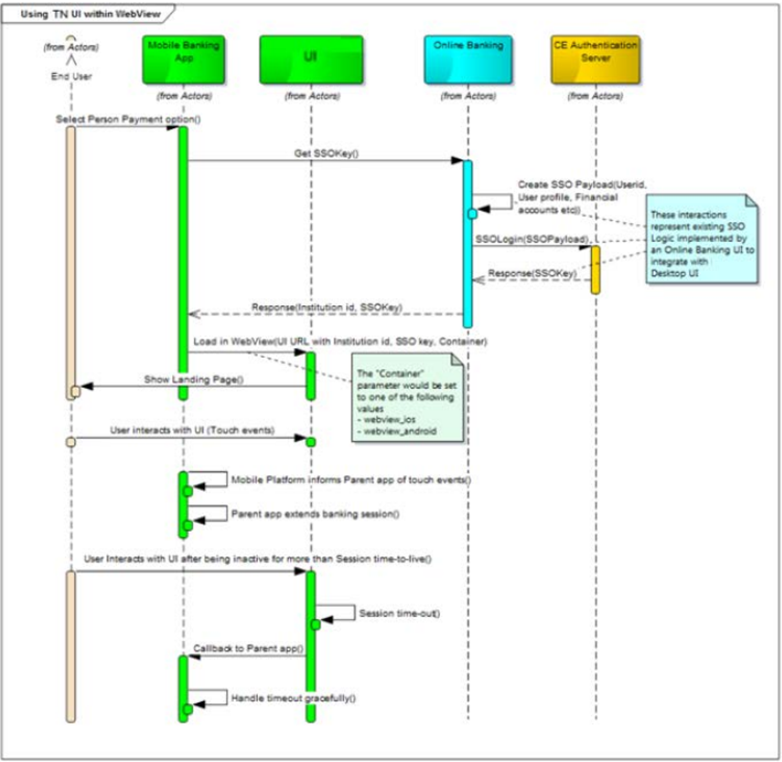 Using TN UI within WebView
(from Actors)
End User
Mobile Banking
App
(from Actors)
UI
(from Actors)
Online Banking
(from Actors)
CE Authentication
Server
(from Actors)
Select Person Payment option()
Get SSOKey()
Create SSO Payload(Userid,
User profile, Financial
accounts etc))
These interactions
represent existing SSO
Logic implemented by
an Online Banking UI to
integrate with
Desktop UI
SSOLogin(SSOPayload)
Response(SSOKey)
Response(Institution id, SSOKey)
Load in WebView(UI URL with Institution id, SSO key, Container)
The "Container"
parameter would be set
to one of the following
values
- webview_ios
- webview_android
Show Landing Page()
User interacts with UI (Touch events)
Mobile Platform informs Parent app of touch events()
Parent app extends banking session()
User Interacts with UI after being inactive for more than Session time-to-live()
Session time-out()
Callback to Parent app()
Handle timeout gracefully()